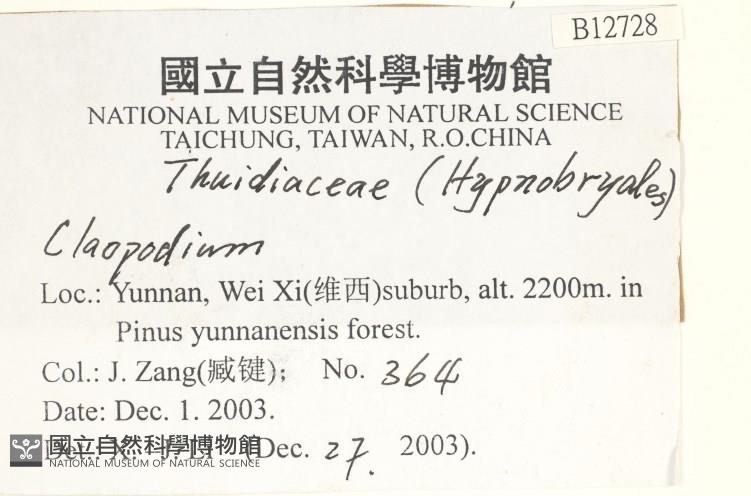 B12728
國立自然科學博物館
NATIONAL MUSEUM OF NATURAL SCIENCE
TAICHUNG, TAIWAN, R.O.CHINA
Thuidiaceae (Hypnobryales)
Claopodium
Loc.: Yunnan, Wei Xi(维西)suburb, alt. 2200m. in
Pinus yunnanensis forest.
Col.: J. Zang(臧键); No. 364
Date: Dec. 1. 2003.
(Dec. 27. 2003).
國立自然科學博物館
NATIONAL MUSEUM OF NATURAL SCIENCE